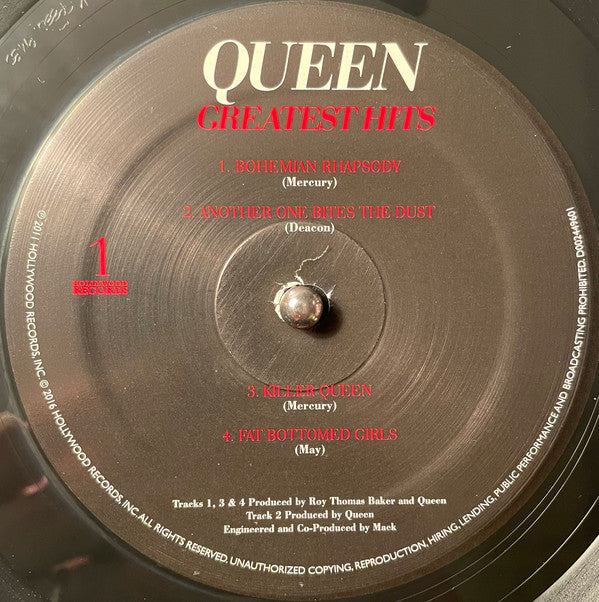 QUEEN
GREATEST HITS
1. BOHEMIAN RHAPSODY
(Mercury)
2. ANOTHER ONE BITES THE DUST
(Deacon)
1
HOLLYWOOD
RECORDS
3. KILLER QUEEN
(Mercury)
4. FAT BOTTOMED GIRLS
(May)
Tracks 1, 3 & 4 Produced by Roy Thomas Baker and Queen
Track 2 Produced by Queen
Engineered and Co-Produced by Mack
℗ 2011 HOLLYWOOD RECORDS, INC. © 2016 HOLLYWOOD RECORDS, INC. ALL RIGHTS RESERVED, UNAUTHORIZED COPYING, REPRODUCTION, HIRING, LENDING, PUBLIC PERFORMANCE AND BROADCASTING PROHIBITED. D002449601